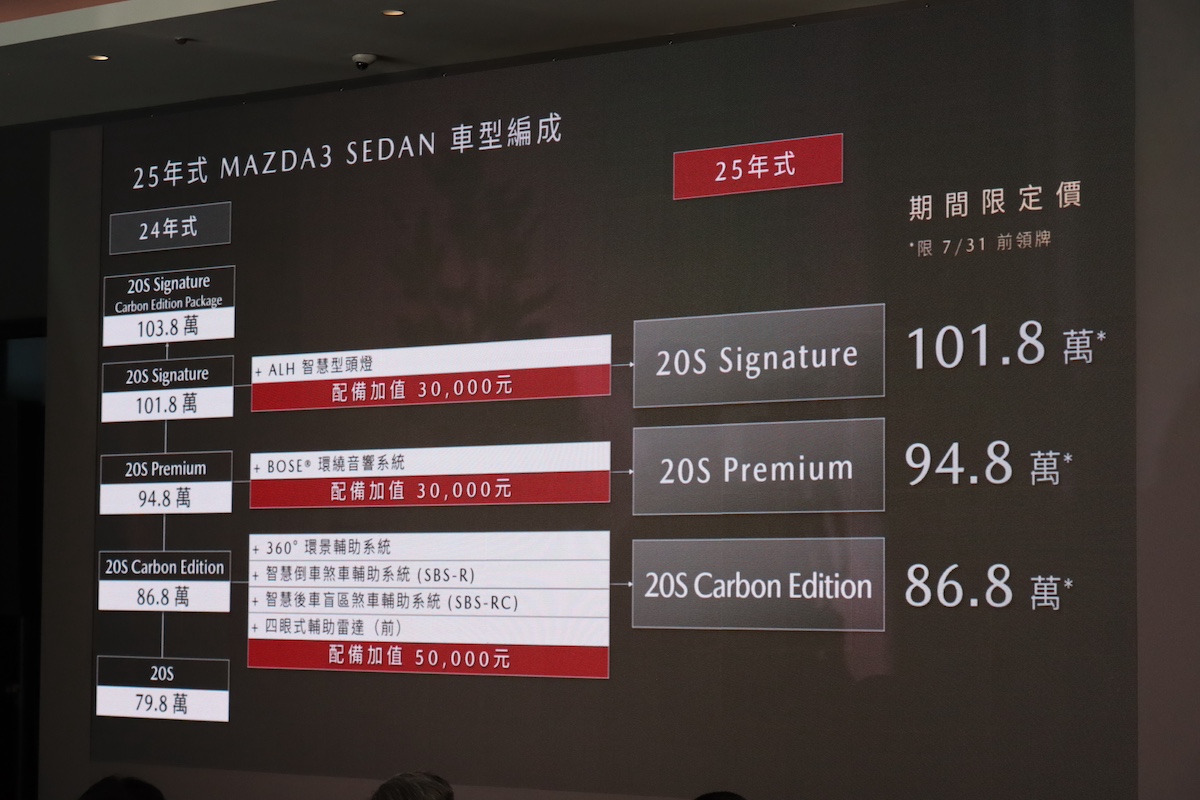 25年式 MAZDA3 SEDAN 車型編成
24年式
25年式
期間限定價
*限 7/31 前領牌
20S Signature
Carbon Edition Package
103.8 萬
20S Signature
101.8 萬
+ ALH 智慧型頭燈
配備加值 30,000元
20S Signature
101.8 萬*
20S Premium
94.8 萬
+ BOSE® 環繞音響系統
配備加值 30,000元
20S Premium
94.8 萬*
20S Carbon Edition
86.8 萬
+ 360° 環景輔助系統
+ 智慧倒車煞車輔助系統 (SBS-R)
+ 智慧後車盲區煞車輔助系統 (SBS-RC)
+ 四眼式輔助雷達（前）
配備加值 50,000元
20S Carbon Edition
86.8 萬*
20S
79.8 萬